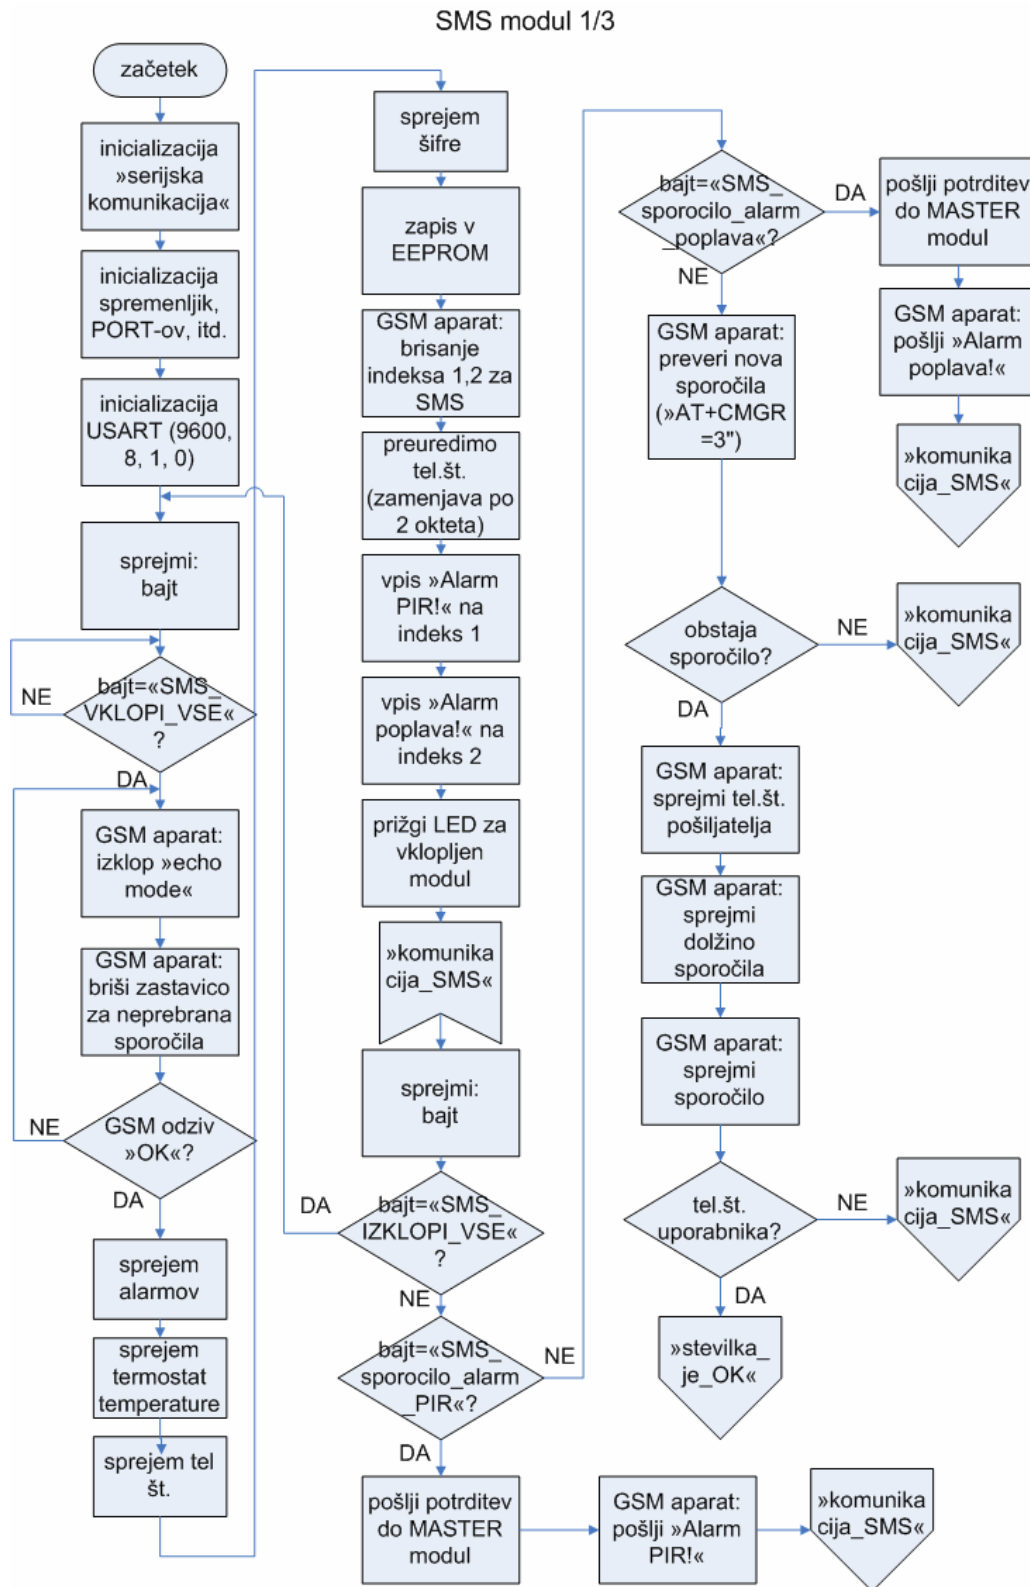 SMS modul 1/3
začetek
inicializacija
»serijska
komunikacija«
inicializacija
spremenljik,
PORT-ov, itd.
inicializacija
USART (9600,
8, 1, 0)
sprejmi:
bajt
NE
bajt=«SMS_
VKLOPI_VSE«
?
DA
GSM aparat:
izklop »echo
mode«
GSM aparat:
briši zastavico
za neprebrana
sporočila
NE
GSM odziv
»OK«?
DA
sprejem
alarmov
sprejem
termostat
temperature
sprejem tel
št.
sprejem
šifre
zapis v
EEPROM
GSM aparat:
brisanje
indeksa 1,2 za
SMS
preuredimo
tel.št.
(zamenjava po
2 okteta)
vpis »Alarm
PIR!« na
indeks 1
vpis »Alarm
poplava!« na
indeks 2
prižgi LED za
vklopljen
modul
»komunika
cija_SMS«
sprejmi:
bajt
DA
bajt=«SMS_
IZKLOPI_VSE«
?
NE
bajt=«SMS_
sporocilo_alarm
_PIR«?
NE
DA
pošlji potrditev
do MASTER
modul
GSM aparat:
pošlji »Alarm
PIR!«
»komunika
cija_SMS«
bajt=«SMS_
sporocilo_alarm
_poplava«?
DA
NE
pošlji potrditev
do MASTER
modul
GSM aparat:
pošlji »Alarm
poplava!«
»komunika
cija_SMS«
GSM aparat:
preveri nova
sporočila
(»AT+CMGR
=3")
obstaja
sporočilo?
NE
»komunika
cija_SMS«
DA
GSM aparat:
sprejmi tel.št.
pošiljatelja
GSM aparat:
sprejmi
dolžino
sporočila
GSM aparat:
sprejmi
sporočilo
tel.št.
uporabnika?
NE
»komunika
cija_SMS«
DA
»stevilka_
je_OK«